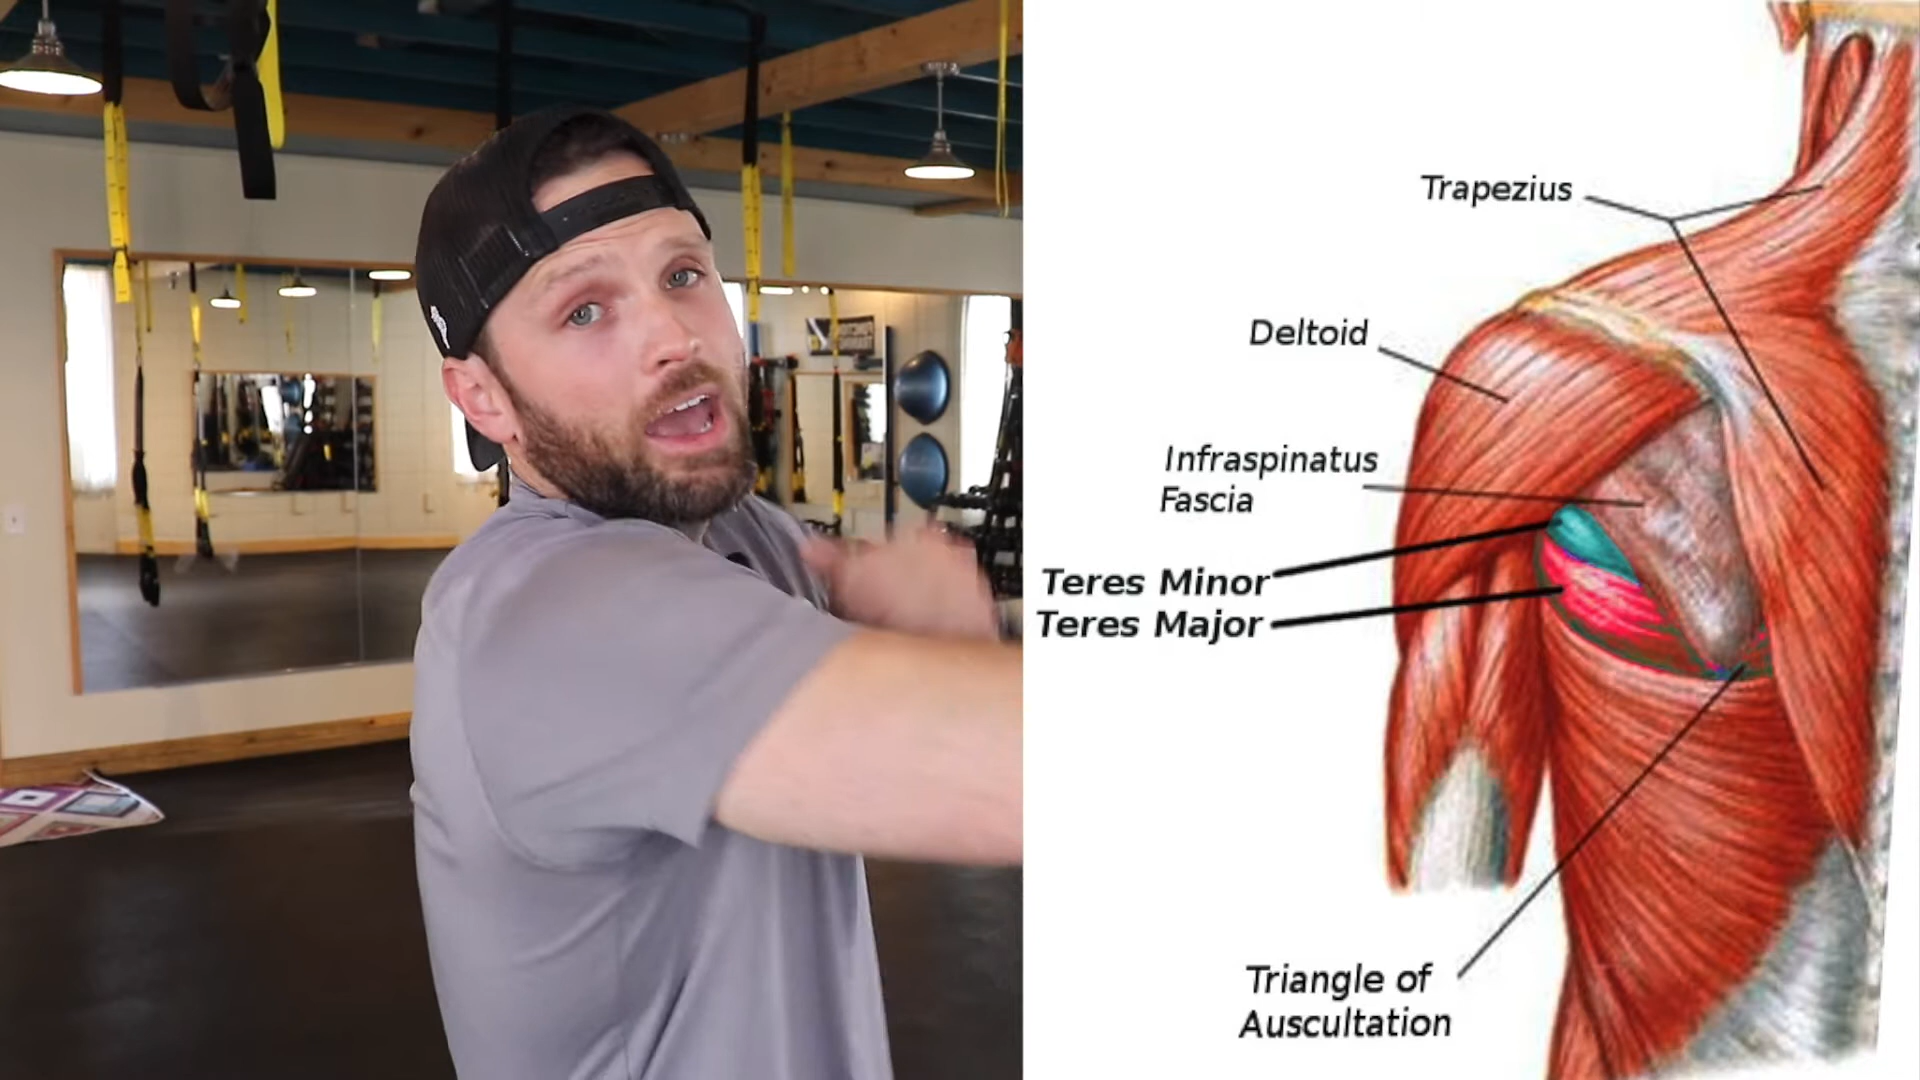 Trapezius
Deltoid
Infraspinatus
Fascia
Teres Minor
Teres Major
Triangle of
Auscultation